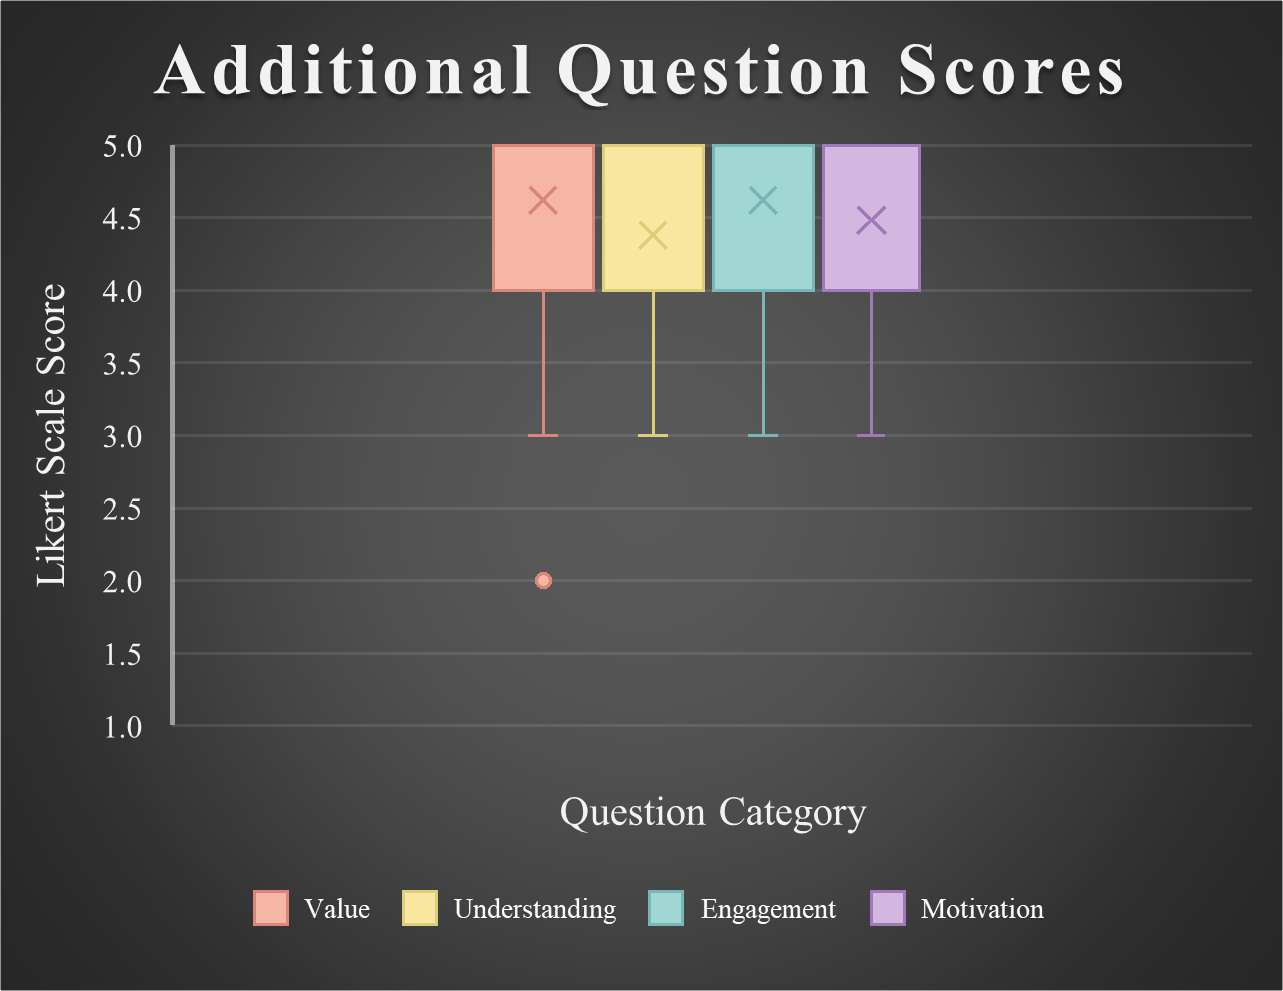 Additional Question Scores
5.0
4.5
4.0
3.5
3.0
2.5
2.0
1.5
1.0
Likert Scale Score
Question Category
Value Understanding Engagement Motivation